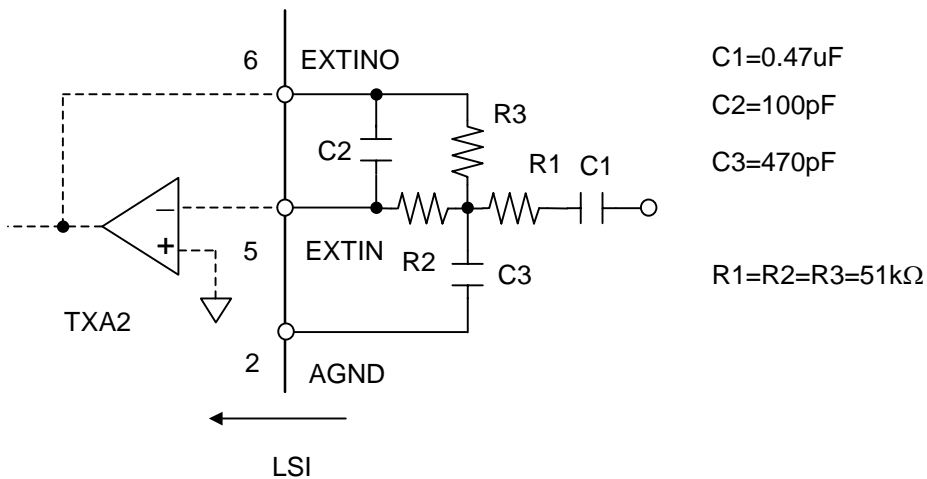 6 EXTINO
C1=0.47uF
C2=100pF
R3
C2
C3=470pF
R1 C1
−
+
5 EXTIN
R2
C3
R1=R2=R3=51kΩ
TXA2
2
AGND
LSI